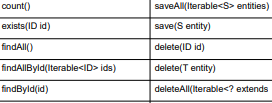 count() saveAll(Iterable<S> entities)
exists(ID id) save(S entity)
findAll() delete(ID id)
findAllById(Iterable<ID> ids) delete(T entity)
findById(id) deleteAll(Iterable<? extends